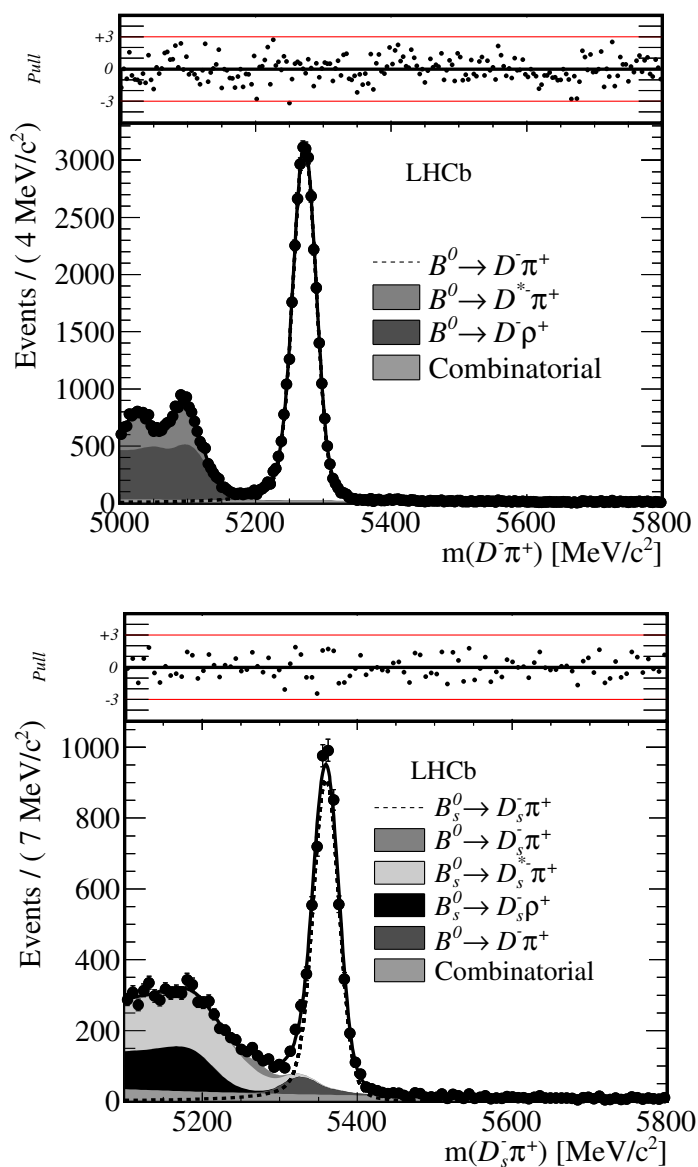 +3
Pull
0
-3
3000
LHCb
2500
Events / ( 4 MeV/c²)
B⁰→ D⁻π⁺
2000
B⁰→ D*⁻π⁺
1500
B⁰→ D⁻ρ⁺
Combinatorial
1000
500
0
5000 5200 5400 5600 5800
m(D⁻π⁺) [MeV/c²]
+3
Pull
0
-3
1000
LHCb
Events / ( 7 MeV/c²)
B⁰ₛ→ D⁻ₛπ⁺
800
B⁰→ D⁻ₛπ⁺
B⁰ₛ→ D*⁻ₛπ⁺
600
B⁰ₛ→ D⁻ₛρ⁺
B⁰→ D⁻π⁺
400
Combinatorial
200
0
5200 5400 5600 5800
m(D⁻ₛπ⁺) [MeV/c²]